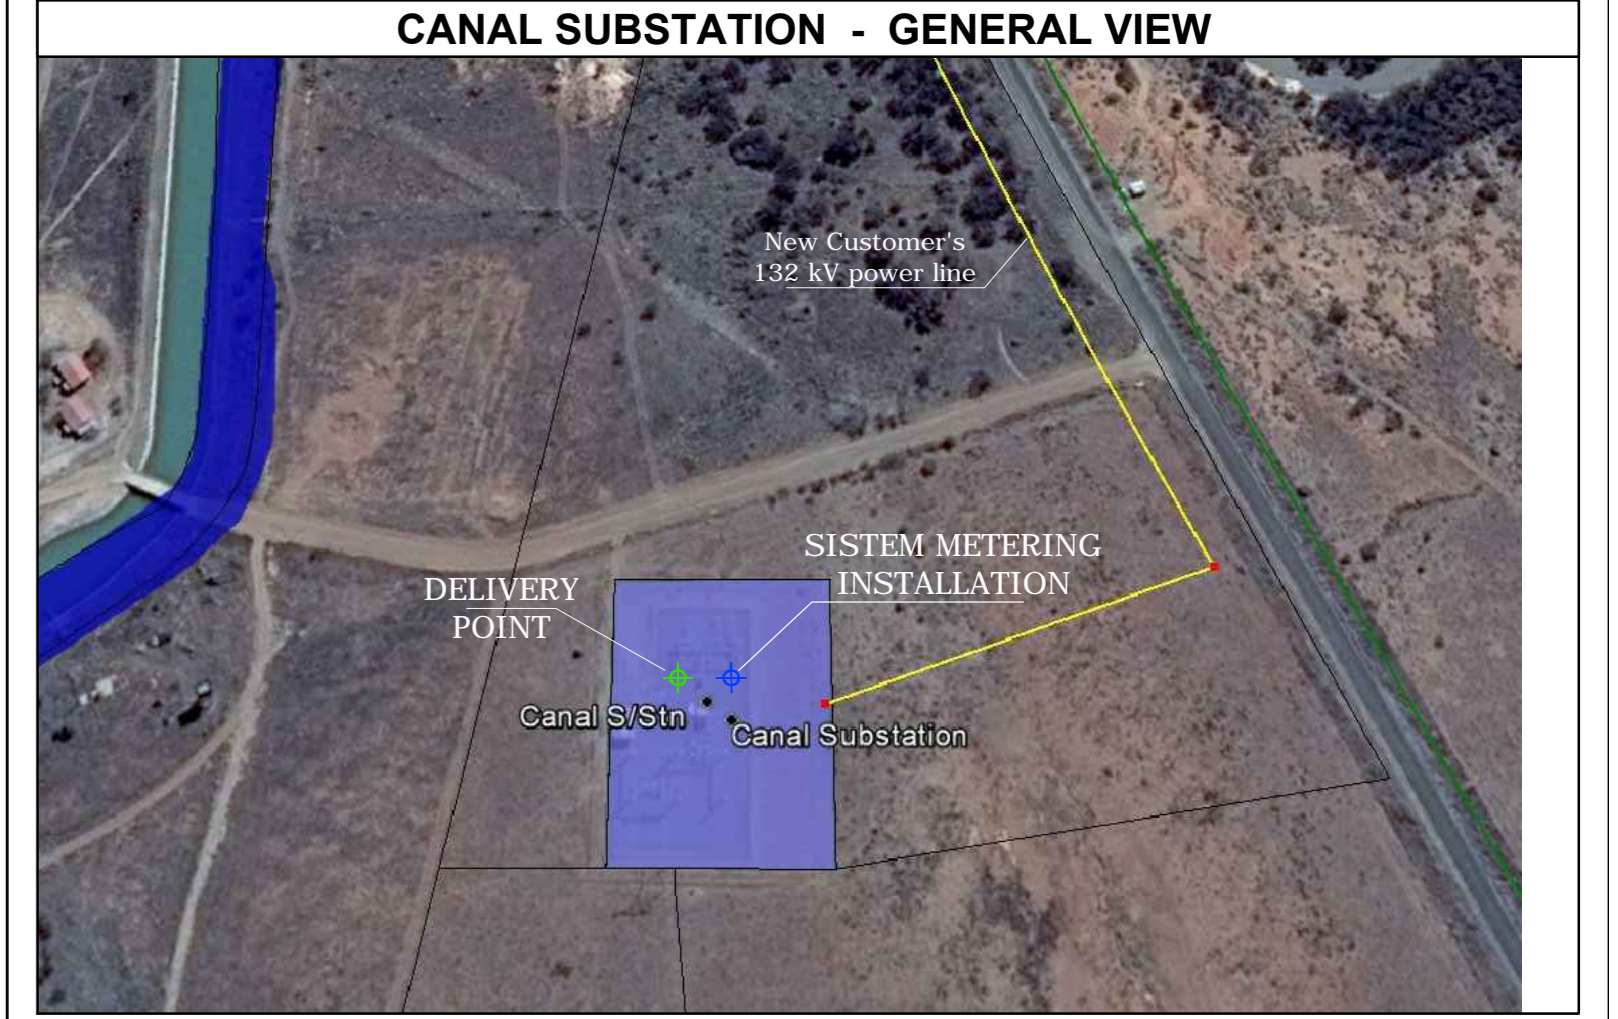 CANAL SUBSTATION - GENERAL VIEW
New Customer's
132 kV power line
SISTEM METERING
INSTALLATION
DELIVERY
POINT
Canal S/Stn
Canal Substation